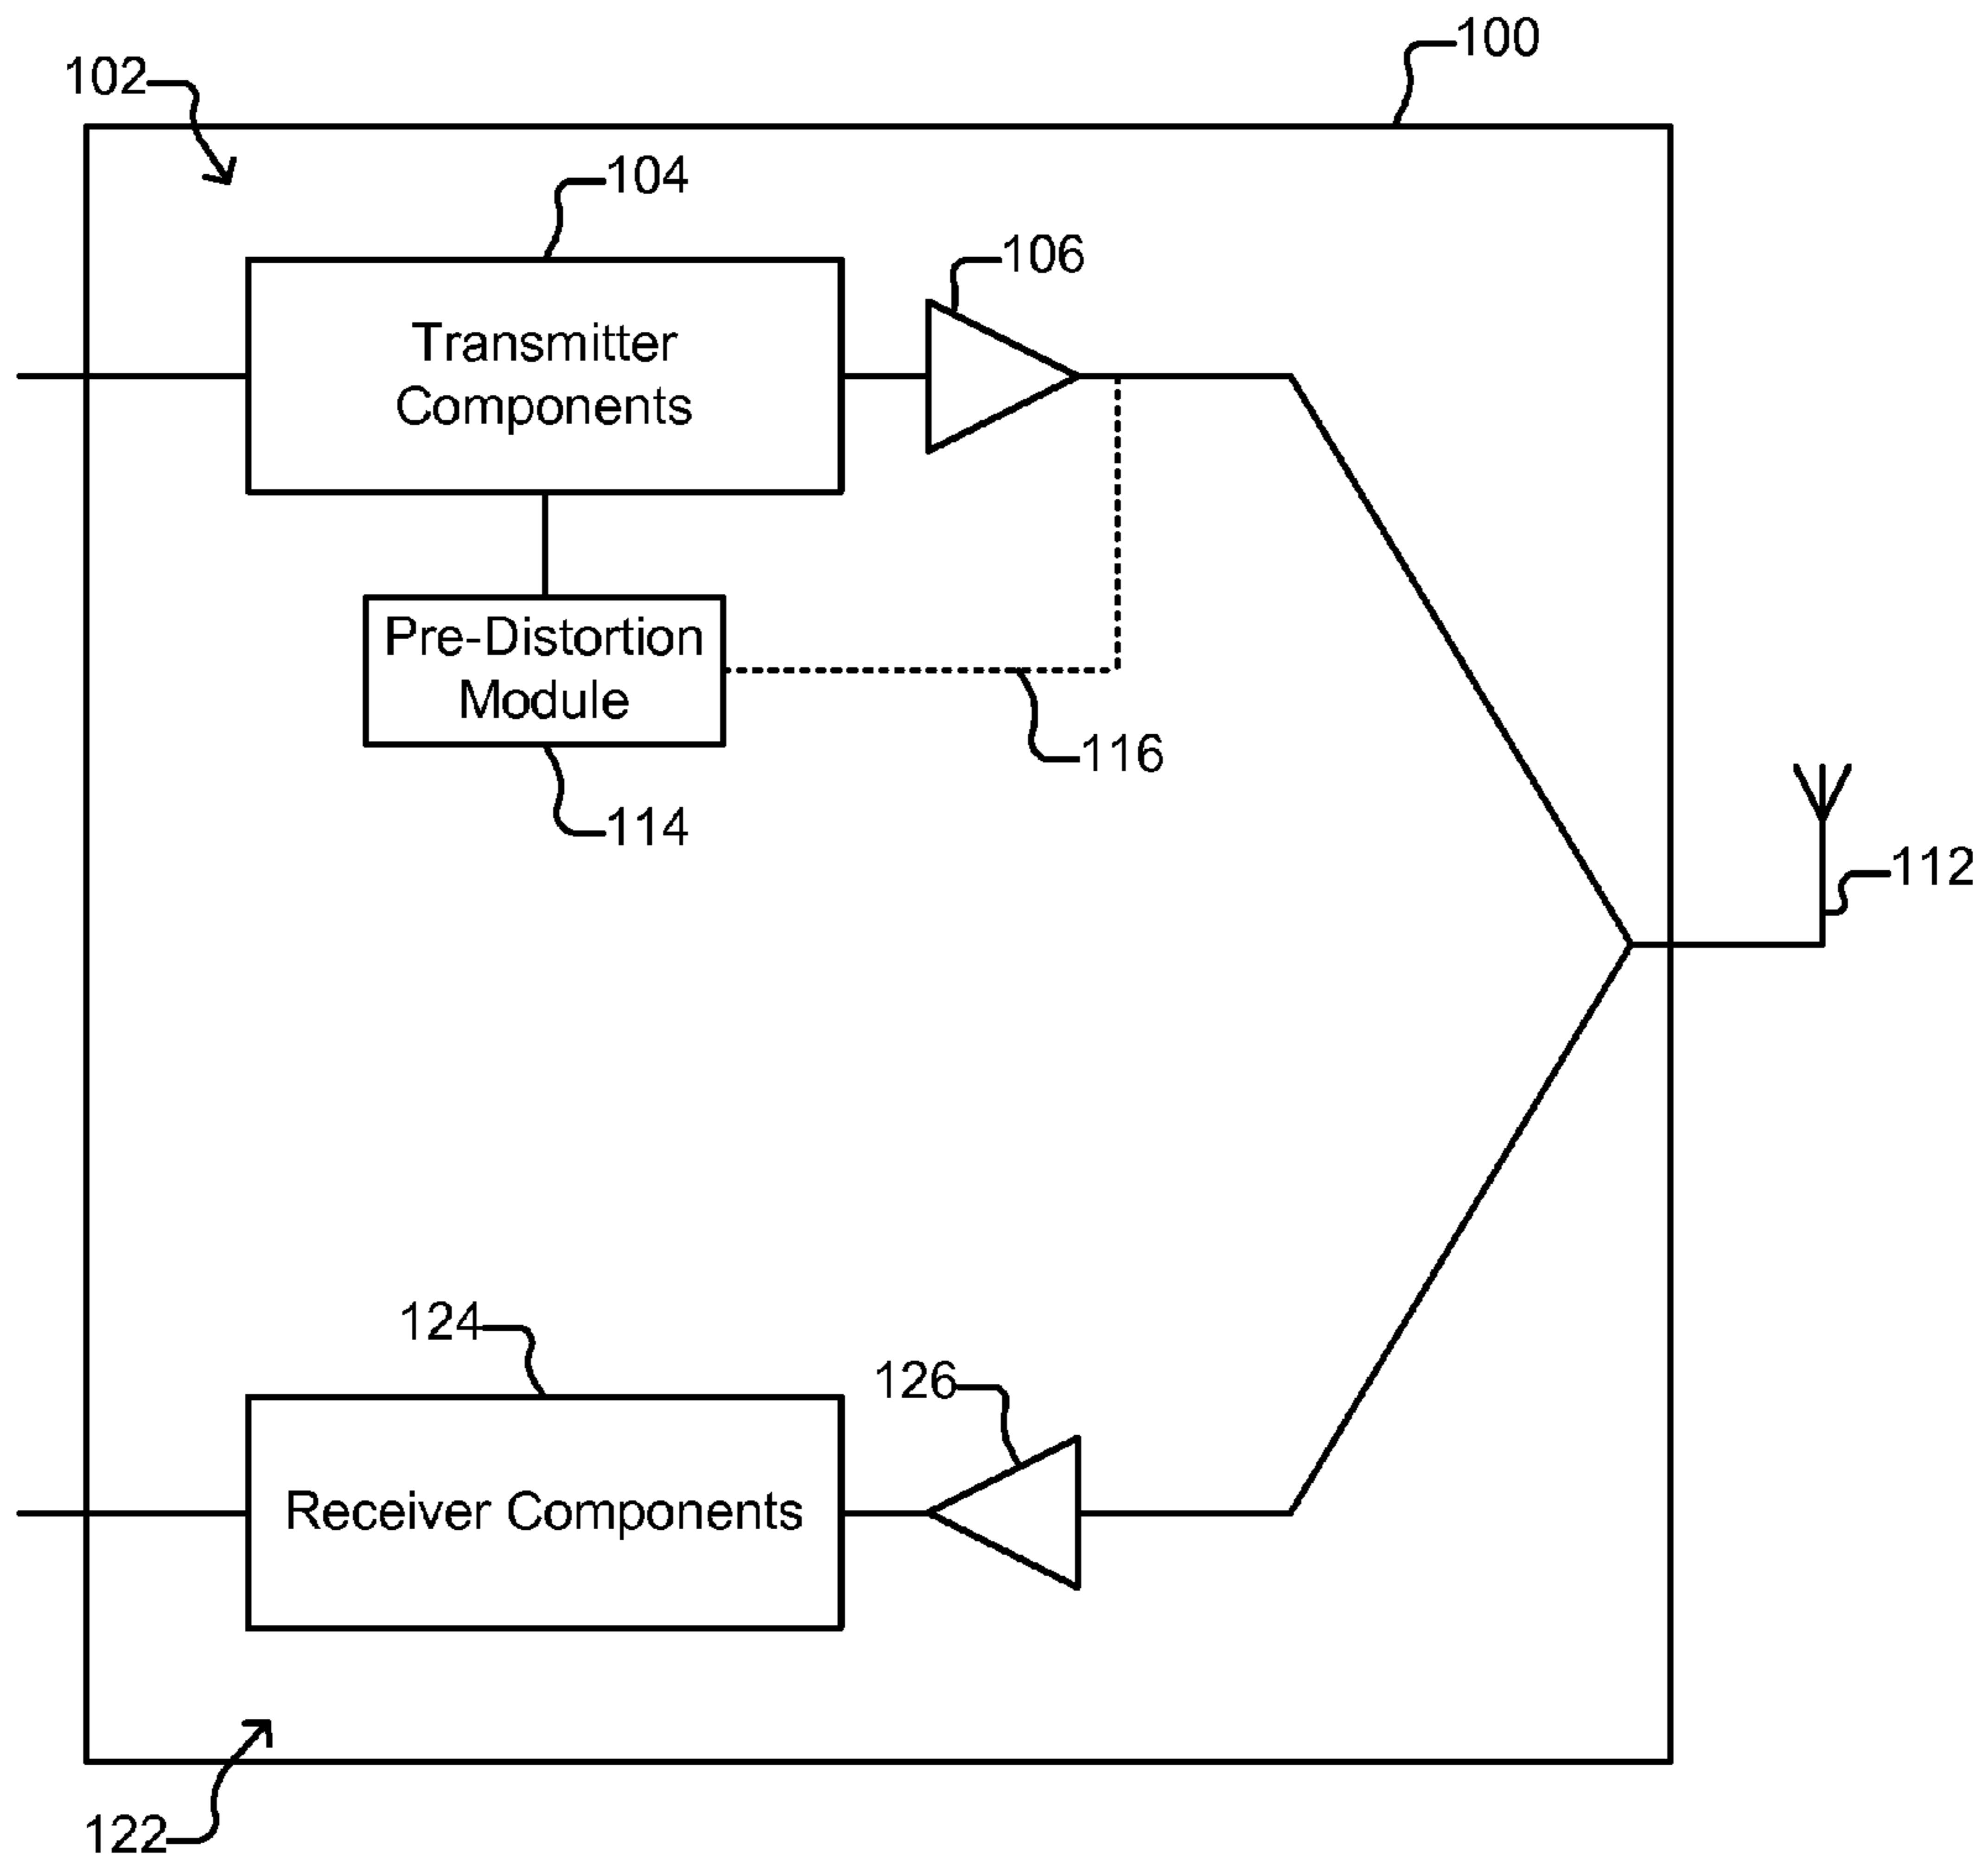 100
102
104
106
Transmitter
Components
Pre-Distortion
Module
116
114
112
124
126
Receiver Components
122